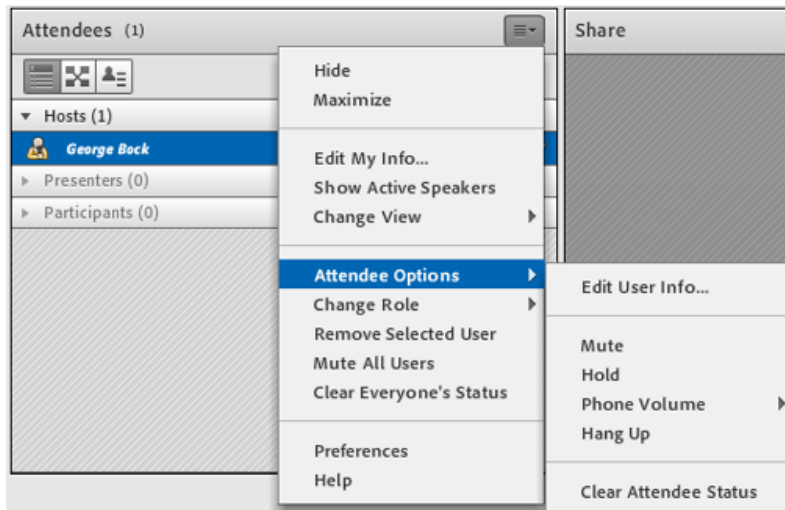 Attendees (1)
Share
Hide
Maximize
Hosts (1)
George Bock
Presenters (0)
Participants (0)
Edit My Info...
Show Active Speakers
Change View
Attendee Options
Change Role
Remove Selected User
Mute All Users
Clear Everyone's Status
Preferences
Help
Edit User Info...
Mute
Hold
Phone Volume
Hang Up
Clear Attendee Status